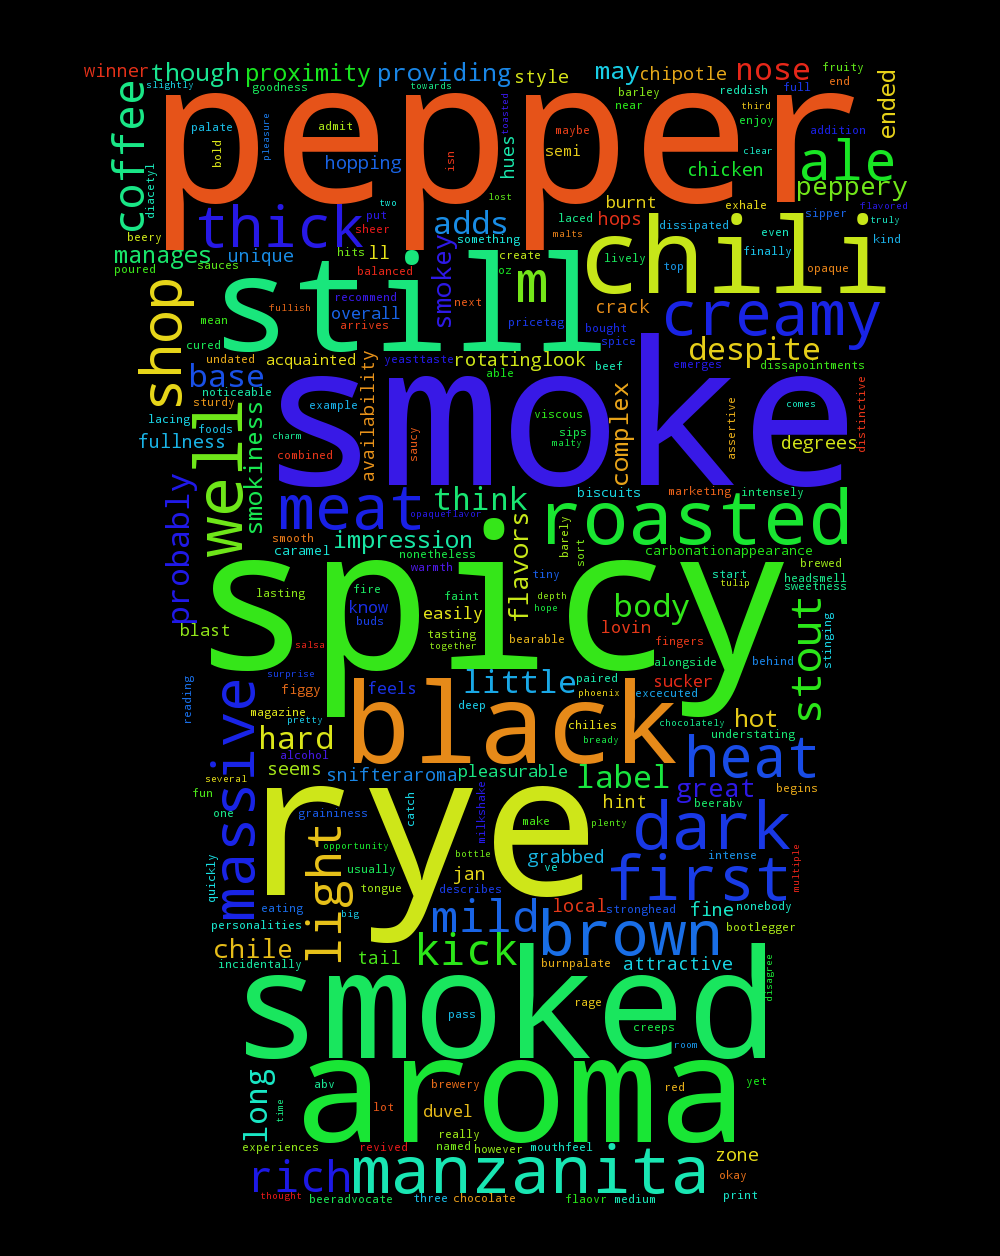 winner
though
proximity
providing
style
may
chipotle
nose
fruity
end
slightly
goodness
towards
barley
near
reddish
third
enjoy
full
ended
coffee
pepper
palate
bold
pleasure
admit
hopping
isn
toasted
maybe
semi
hues
chicken
clear
addition
ale
peppery
diacetyl
beery
thick
two
put
sheer
adds
lost
laced
malts
burnt
hops
exhale
dissipated
sipper
flavored
truly
kind
even
finally
manages
poured
sauces
unique
hits
ll
balanced
smokey
something
create
oz
m
chili
lively
top
opaque
shop
still
recommend
overall
arrives
fullish
next
pricetag
crack
bought
spice
creamy
mean
cured
undated
acquainted
yeasttaste
rotatinglook
able
beef
despite
emerges
dissapointments
base
noticeable
sturdy
lacing
foods
fullness
smoke
example
availability
charm
combined
saucy
viscous
sips
malty
complex
assertive
comes
degrees
distinctive
well
smokiness
probably
meat
think
opaqueflavor
biscuits
marketing
intensely
roasted
smooth
caramel
impression
nonetheless
warmth
flavors
barely
sort
carbonationappearance
brewed
spicy
lasting
fire
know
buds
faint
easily
tiny
depth
hope
start
tulip
headsmell
sweetness
body
blast
salsa
tasting
together
bearable
lovin
fingers
stout
stinging
surprise
reading
massive
figgy
feels
little
paired
alongside
behind
sucker
phoenix
excecuted
magazine
pretty
deep
black
chilies
bready
chocolately
hot
understating
hard
alcohol
seems
snifteraroma
pleasurable
label
heat
great
several
fun
one
beerabv
begins
rye
graininess
catch
milkshake
make
hint
plenty
dark
opportunity
bottle
light
usually
jan
ve
grabbed
intense
quickly
tongue
describes
first
multiple
eating
big
personalities
mild
local
stronghead
fine
nonebody
bootlegger
chile
tail
kick
brown
incidentally
burnpalate
attractive
disagree
smoked
rage
pass
creeps
room
aroma
long
time
abv
brewery
red
yet
lot
duvel
really
experiences
revived
named
however
mouthfeel
zone
rich
manzanita
okay
thought
beeradvocate
three
chocolate
flaovr
medium
print